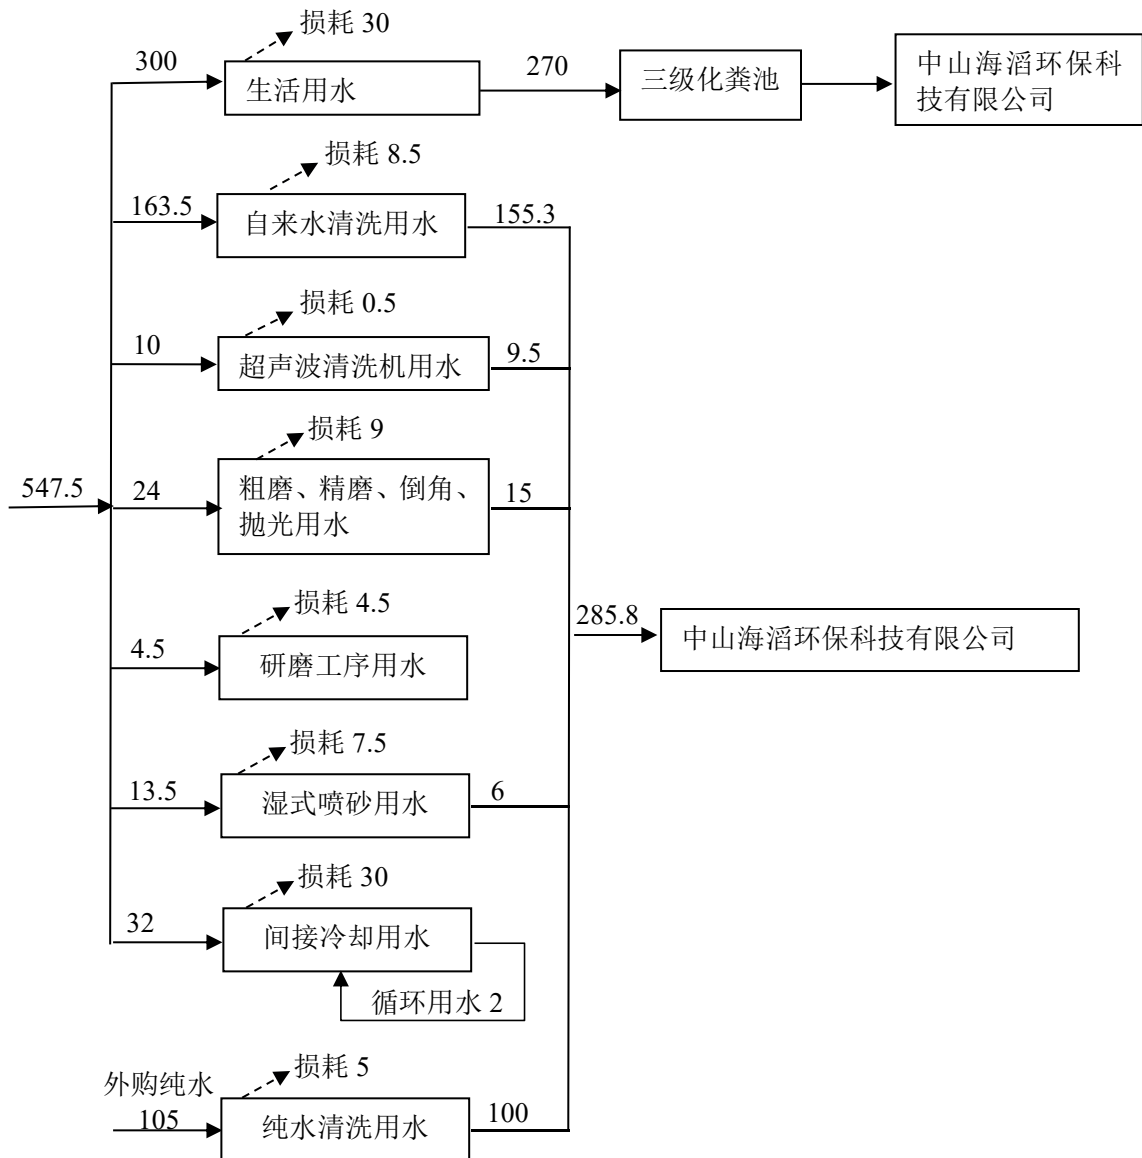 损耗 30
300
生活用水
270
三级化粪池
中山海滔环保科
技有限公司
损耗 8.5
163.5
自来水清洗用水
155.3
损耗 0.5
10
超声波清洗机用水
9.5
损耗 9
547.5
24
粗磨、精磨、倒角、
抛光用水
15
损耗 4.5
4.5
研磨工序用水
285.8
中山海滔环保科技有限公司
损耗 7.5
13.5
湿式喷砂用水
6
损耗 30
32
间接冷却用水
循环用水 2
损耗 5
外购纯水
105
纯水清洗用水
100